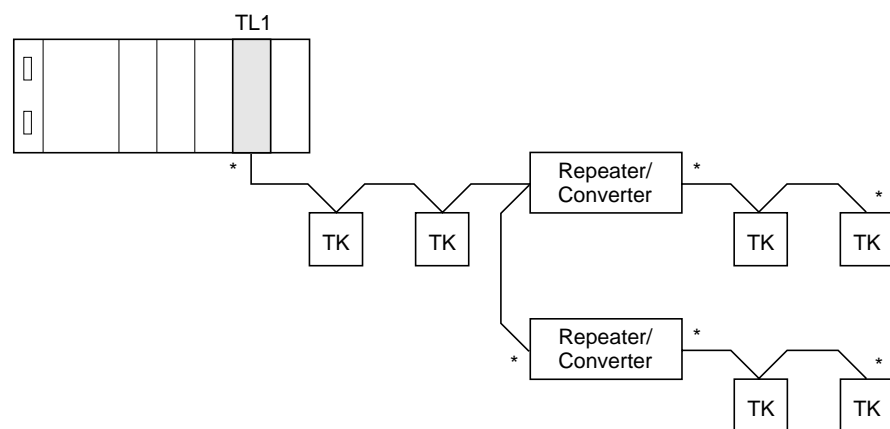 TL1
*
Repeater/
Converter
*
*
TK
TK
TK
TK
Repeater/
Converter
*
*
*
TK
TK